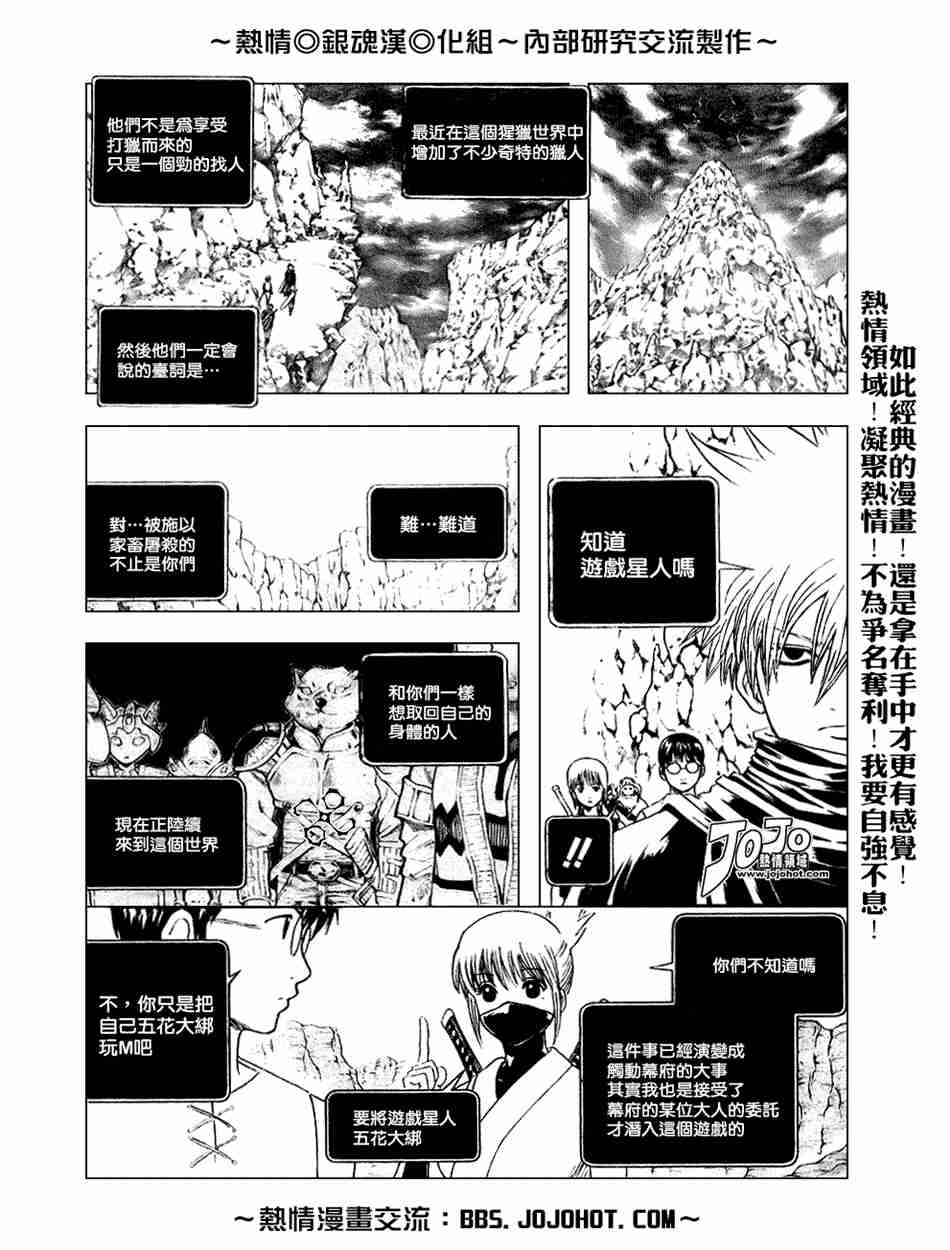 ～熱情◎銀魂漢◎化組～內部研究交流製作～
最近在這個猩獵世界中
增加了不少奇特的獵人
他們不是爲享受
打獵而來的
只是一個勁的找人
然後他們一定會
說的臺詞是…
知道
遊戲星人嗎
!!
難…難道
對…被施以
家畜屠殺的
不止是你們
和你們一樣
想取回自己的
身體的人
現在正陸續
來到這個世界
你們不知道嗎
這件事已經演變成
觸動幕府的大事
其實我也是接受了
幕府的某位大人的委託
才潛入這個遊戲的
要將遊戲星人
五花大綁
不，你只是把
自己五花大綁
玩M吧
如此經典的漫畫！還是拿在手中才更有感覺！
熱情領域！凝聚熱情！不為爭名奪利！我要自強不息！
JOJO
熱情領域
www.jojohot.com
～熱情漫畫交流：BBS. JOJOHOT. COM～